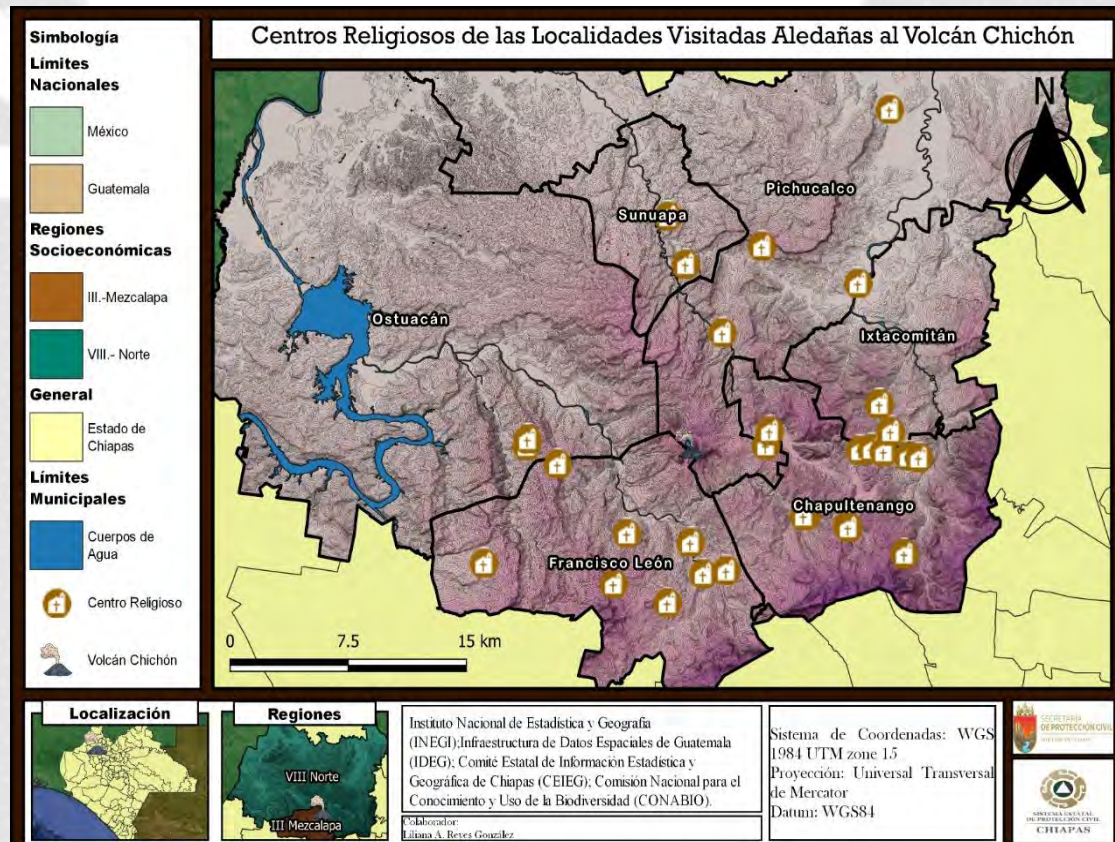 Centros Religiosos de las Localidades Visitadas Aledañas al Volcán Chichón
Simbología
Límites
Nacionales
México
Guatemala
Regiones
Socioeconómicas
III.-Mezcalapa
VIII.- Norte
General
Estado de
Chiapas
Límites
Municipales
Cuerpos de
Agua
Centro Religioso
Volcán Chichón
N
Pichucalco
Sunuapa
Ostuacán
Ixtacomitán
Chapultenango
Francisco León
0 7.5 15 km
Localización
Regiones
VIII Norte
III Mezcalapa
Instituto Nacional de Estadística y Geografía
(INEGI);Infraestructura de Datos Espaciales de Guatemala
(IDEG); Comité Estatal de Información Estadística y
Geográfica de Chiapas (CEIEG); Comisión Nacional para el
Conocimiento y Uso de la Biodiversidad (CONABIO).
Colaborador:
Liliana A. Reyes González
Sistema de Coordenadas: WGS
1984 UTM zone 15
Proyección: Universal Transversal
de Mercator
Datum: WGS84
SECRETARÍA
DE PROTECCIÓN CIVIL
SISTEMA ESTATAL
DE PROTECCIÓN CIVIL
CHIAPAS